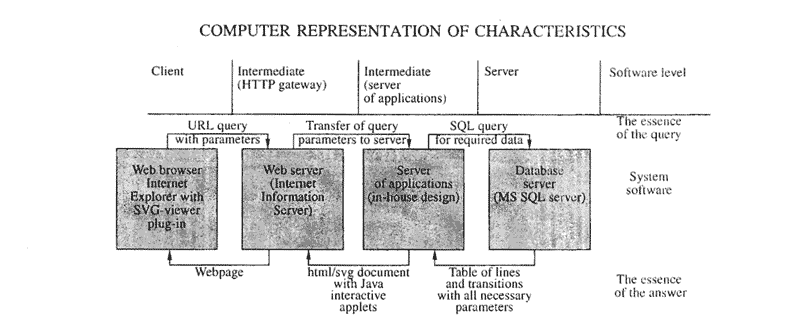 COMPUTER REPRESENTATION OF CHARACTERISTICS
Client
Intermediate
(HTTP gateway)
Intermediate
(server
of applications)
Server
Software level
URL query
with parameters
Transfer of query
parameters to server
SQL query
for required data
The essence
of the query
Web browser
Internet
Explorer with
SVG-viewer
plug-in
Web server
(Internet
Information
Server)
Server
of applications
(in-house design)
Database
server
(MS SQL server)
System
software
Webpage
html/svg document
with Java
interactive
applets
Table of lines
and transitions
with all necessary
parameters
The essence
of the answer